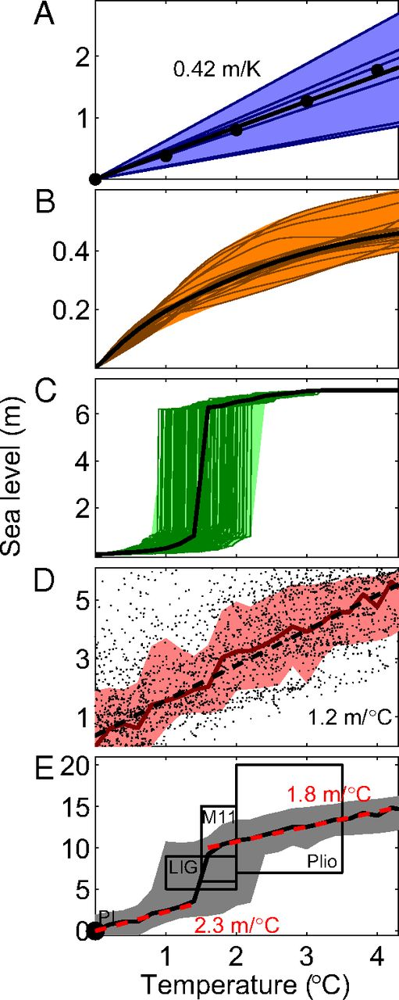 A
2
1
0.42 m/K
B
0.4
0.2
C
6
4
2
Sea level (m)
D
5
3
1
1.2 m/°C
E
20
15
10
5
0
1.8 m/°C
M11
LIG
Plio
PI
2.3 m/°C
1 2 3 4
Temperature (°C)